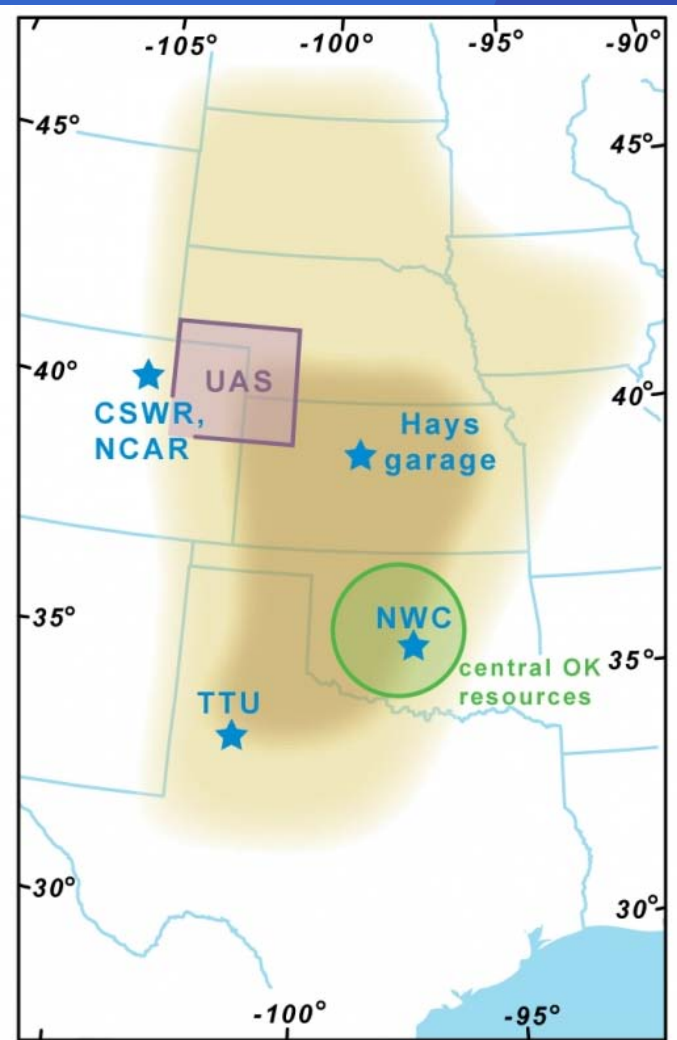 -105° -100° -95° -90°
45°
45°
40°
UAS
40°
CSWR,
NCAR
Hays
garage
35°
NWC
35°
central OK
resources
TTU
30°
30°
-100° -95°